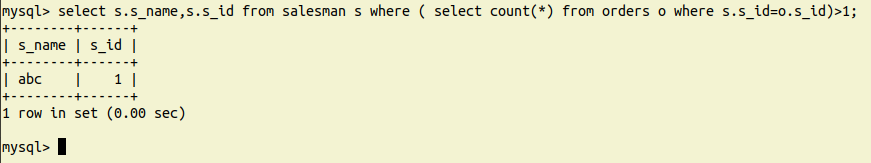 mysql> select s.s_name,s.s_id from salesman s where ( select count(*) from orders o where s.s_id=o.s_id)>1;
+--------+------+
| s_name | s_id |
+--------+------+
| abc    |    1 |
+--------+------+
1 row in set (0.00 sec)
mysql>